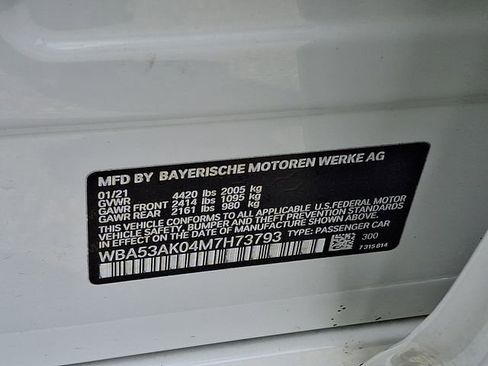 MFD BY BAYERISCHE MOTOREN WERKE AG
01/21
GVWR 4420 lbs 2005 kg
GAWR FRONT 2414 lbs 1095 kg
GAWR REAR 2161 lbs 980 kg
THIS VEHICLE CONFORMS TO ALL APPLICABLE U.S.FEDERAL MOTOR
VEHICLE SAFETY, BUMPER, AND THEFT PREVENTION STANDARDS
IN EFFECT ON THE DATE OF MANUFACTURE SHOWN ABOVE.
WBA53AK04M7H73793 TYPE: PASSENGER CAR
300
7 315 814